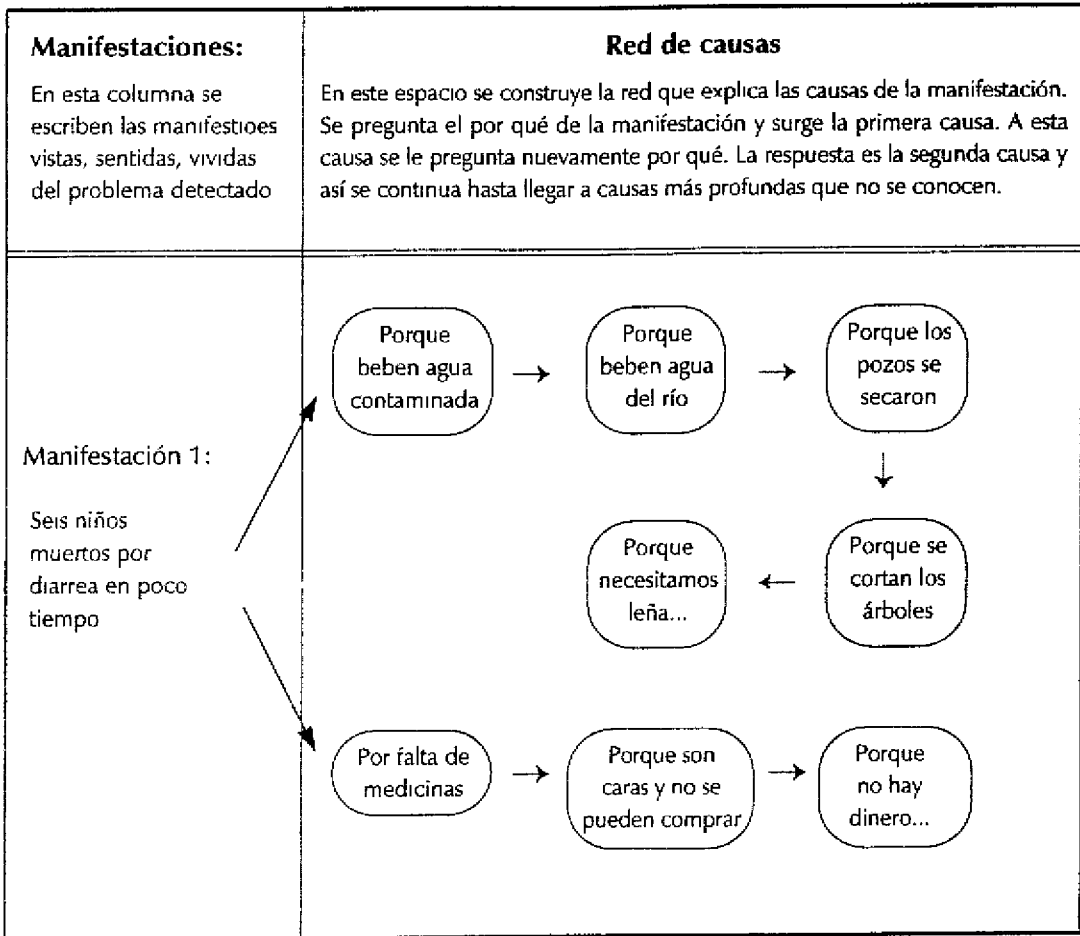 Manifestaciones:
En esta columna se
escriben las manifestioes
vistas, sentidas, vividas
del problema detectado
Red de causas
En este espacio se construye la red que explica las causas de la manifestación.
Se pregunta el por qué de la manifestación y surge la primera causa. A esta
causa se le pregunta nuevamente por qué. La respuesta es la segunda causa y
así se continua hasta llegar a causas más profundas que no se conocen.
Manifestación 1:
Seis niños
muertos por
diarrea en poco
tiempo
Porque
beben agua
contaminada
Porque
beben agua
del río
Porque los
pozos se
secaron
Porque se
cortan los
árboles
Porque
necesitamos
leña...
Por falta de
medicinas
Porque son
caras y no se
pueden comprar
Porque
no hay
dinero...